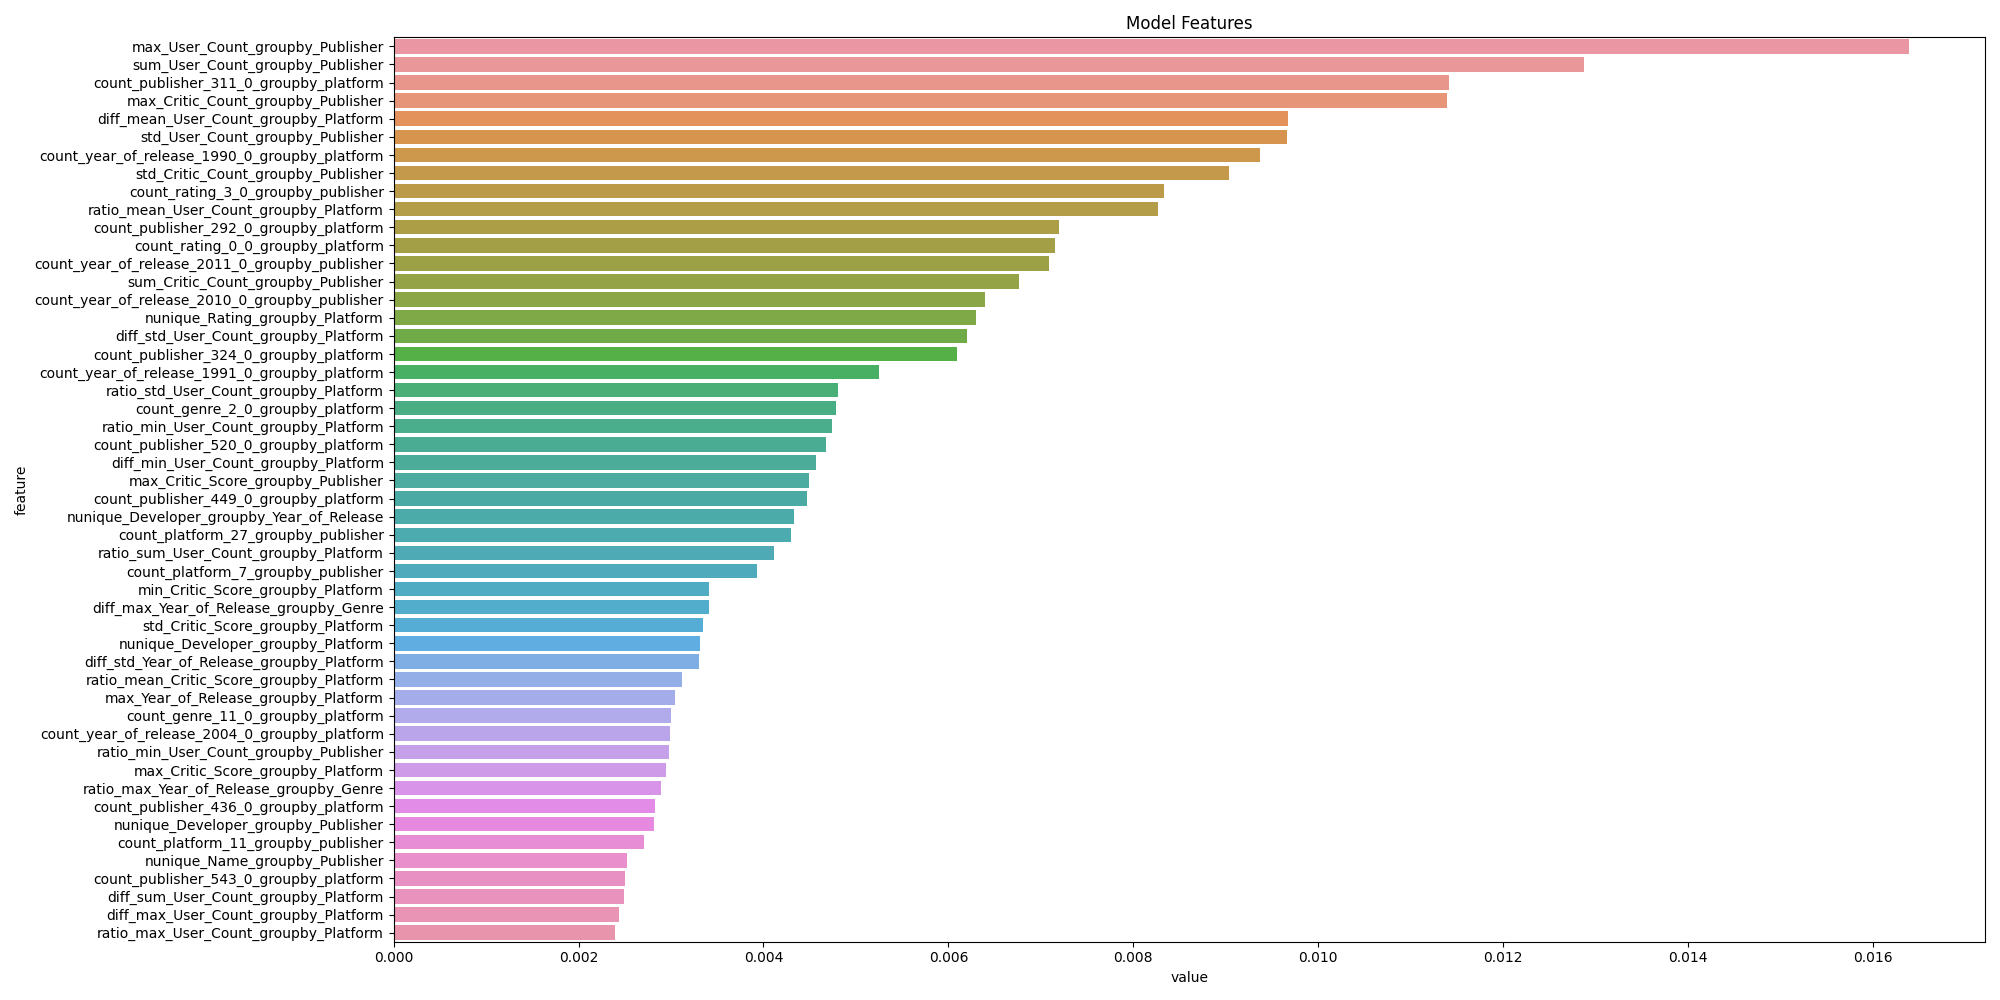 Model Features
max_User_Count_groupby_Publisher
sum_User_Count_groupby_Publisher
count_publisher_311_0_groupby_platform
max_Critic_Count_groupby_Publisher
diff_mean_User_Count_groupby_Platform
std_User_Count_groupby_Publisher
count_year_of_release_1990_0_groupby_platform
std_Critic_Count_groupby_Publisher
count_rating_3_0_groupby_publisher
ratio_mean_User_Count_groupby_Platform
count_publisher_292_0_groupby_platform
count_rating_0_0_groupby_platform
count_year_of_release_2011_0_groupby_publisher
sum_Critic_Count_groupby_Publisher
count_year_of_release_2010_0_groupby_publisher
nunique_Rating_groupby_Platform
diff_std_User_Count_groupby_Platform
count_publisher_324_0_groupby_platform
count_year_of_release_1991_0_groupby_platform
ratio_std_User_Count_groupby_Platform
count_genre_2_0_groupby_platform
ratio_min_User_Count_groupby_Platform
count_publisher_520_0_groupby_platform
diff_min_User_Count_groupby_Platform
max_Critic_Score_groupby_Publisher
count_publisher_449_0_groupby_platform
nunique_Developer_groupby_Year_of_Release
count_platform_27_groupby_publisher
ratio_sum_User_Count_groupby_Platform
count_platform_7_groupby_publisher
min_Critic_Score_groupby_Platform
diff_max_Year_of_Release_groupby_Genre
std_Critic_Score_groupby_Platform
nunique_Developer_groupby_Platform
diff_std_Year_of_Release_groupby_Platform
ratio_mean_Critic_Score_groupby_Platform
max_Year_of_Release_groupby_Platform
count_genre_11_0_groupby_platform
count_year_of_release_2004_0_groupby_platform
ratio_min_User_Count_groupby_Publisher
max_Critic_Score_groupby_Platform
ratio_max_Year_of_Release_groupby_Genre
count_publisher_436_0_groupby_platform
nunique_Developer_groupby_Publisher
count_platform_11_groupby_publisher
nunique_Name_groupby_Publisher
count_publisher_543_0_groupby_platform
diff_sum_User_Count_groupby_Platform
diff_max_User_Count_groupby_Platform
ratio_max_User_Count_groupby_Platform
feature
0.000 0.002 0.004 0.006 0.008 0.010 0.012 0.014 0.016
value